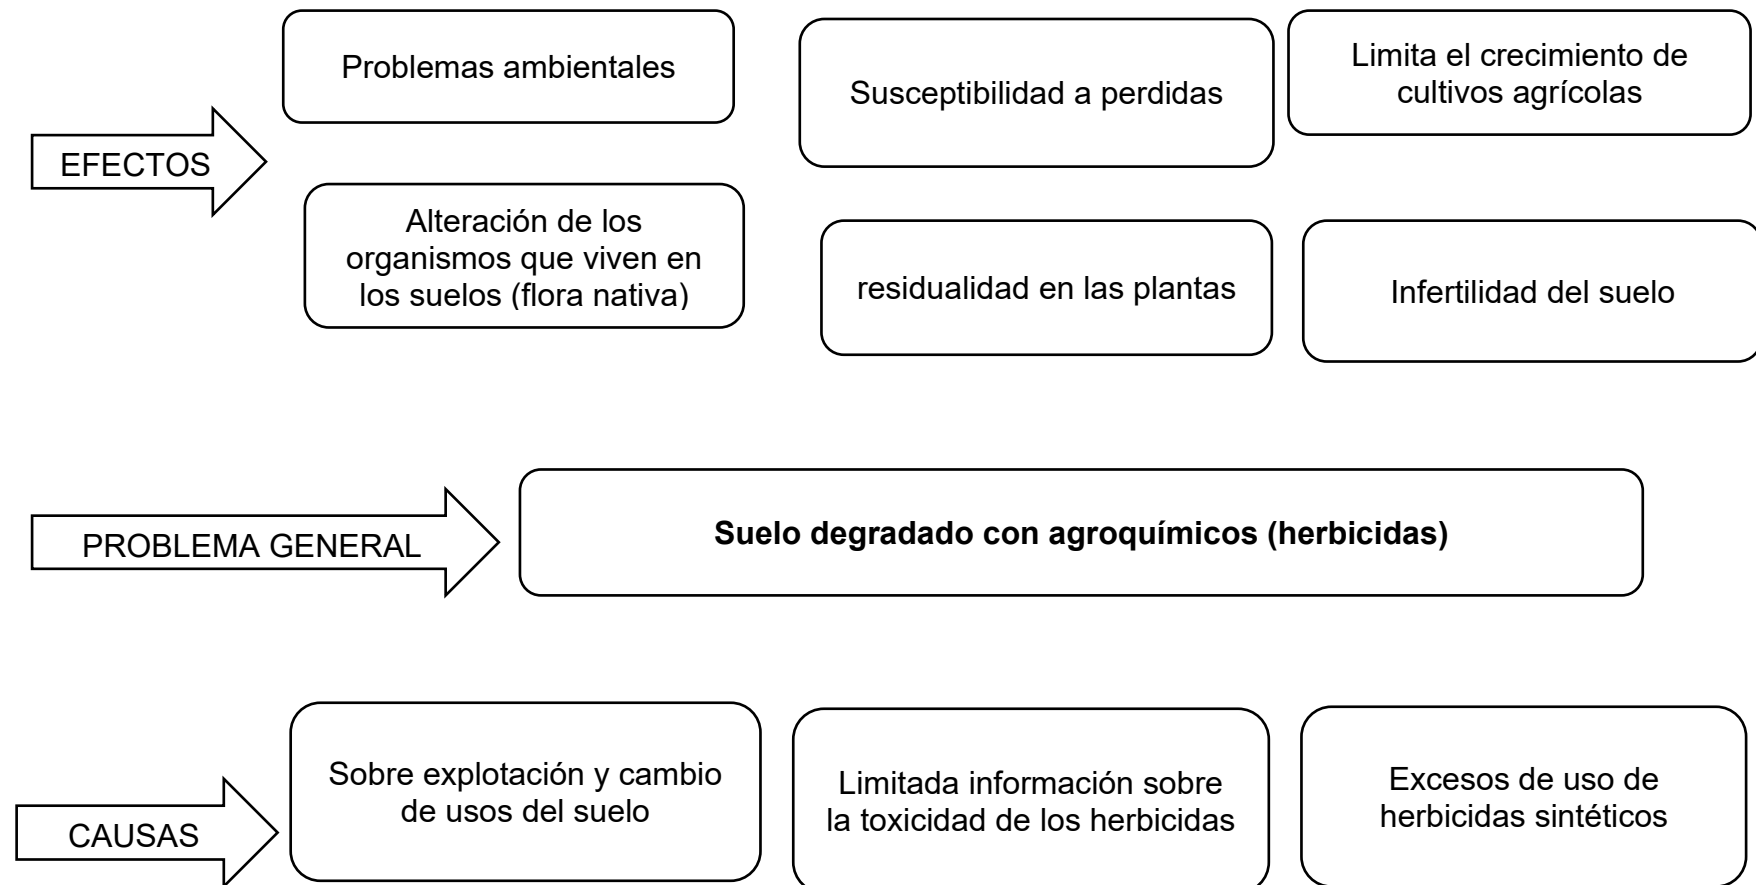 Problemas ambientales
Susceptibilidad a perdidas
Limita el crecimiento de
cultivos agrícolas
EFECTOS
Alteración de los
organismos que viven en
los suelos (flora nativa)
residualidad en las plantas
Infertilidad del suelo
PROBLEMA GENERAL
Suelo degradado con agroquímicos (herbicidas)
CAUSAS
Sobre explotación y cambio
de usos del suelo
Limitada información sobre
la toxicidad de los herbicidas
Excesos de uso de
herbicidas sintéticos